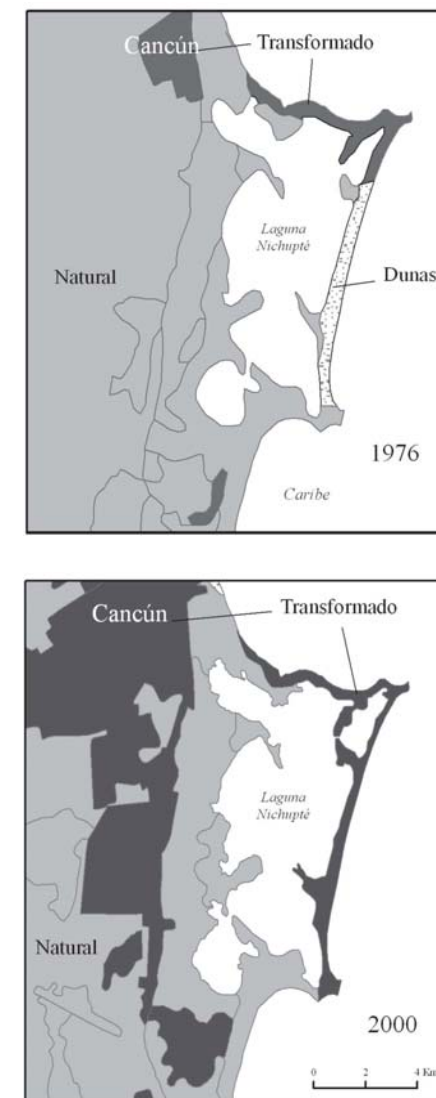 Cancún
Transformado
Laguna
Nichupté
Natural
Dunas
1976
Caribe
Cancún
Transformado
Laguna
Nichupté
Natural
2000
0 2 4 Km